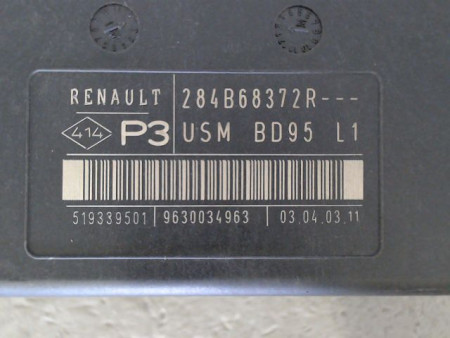 RENAULT 284B68372R---
414 P3 USM BD95 L1
519339501 9630034963 03.04.03.11